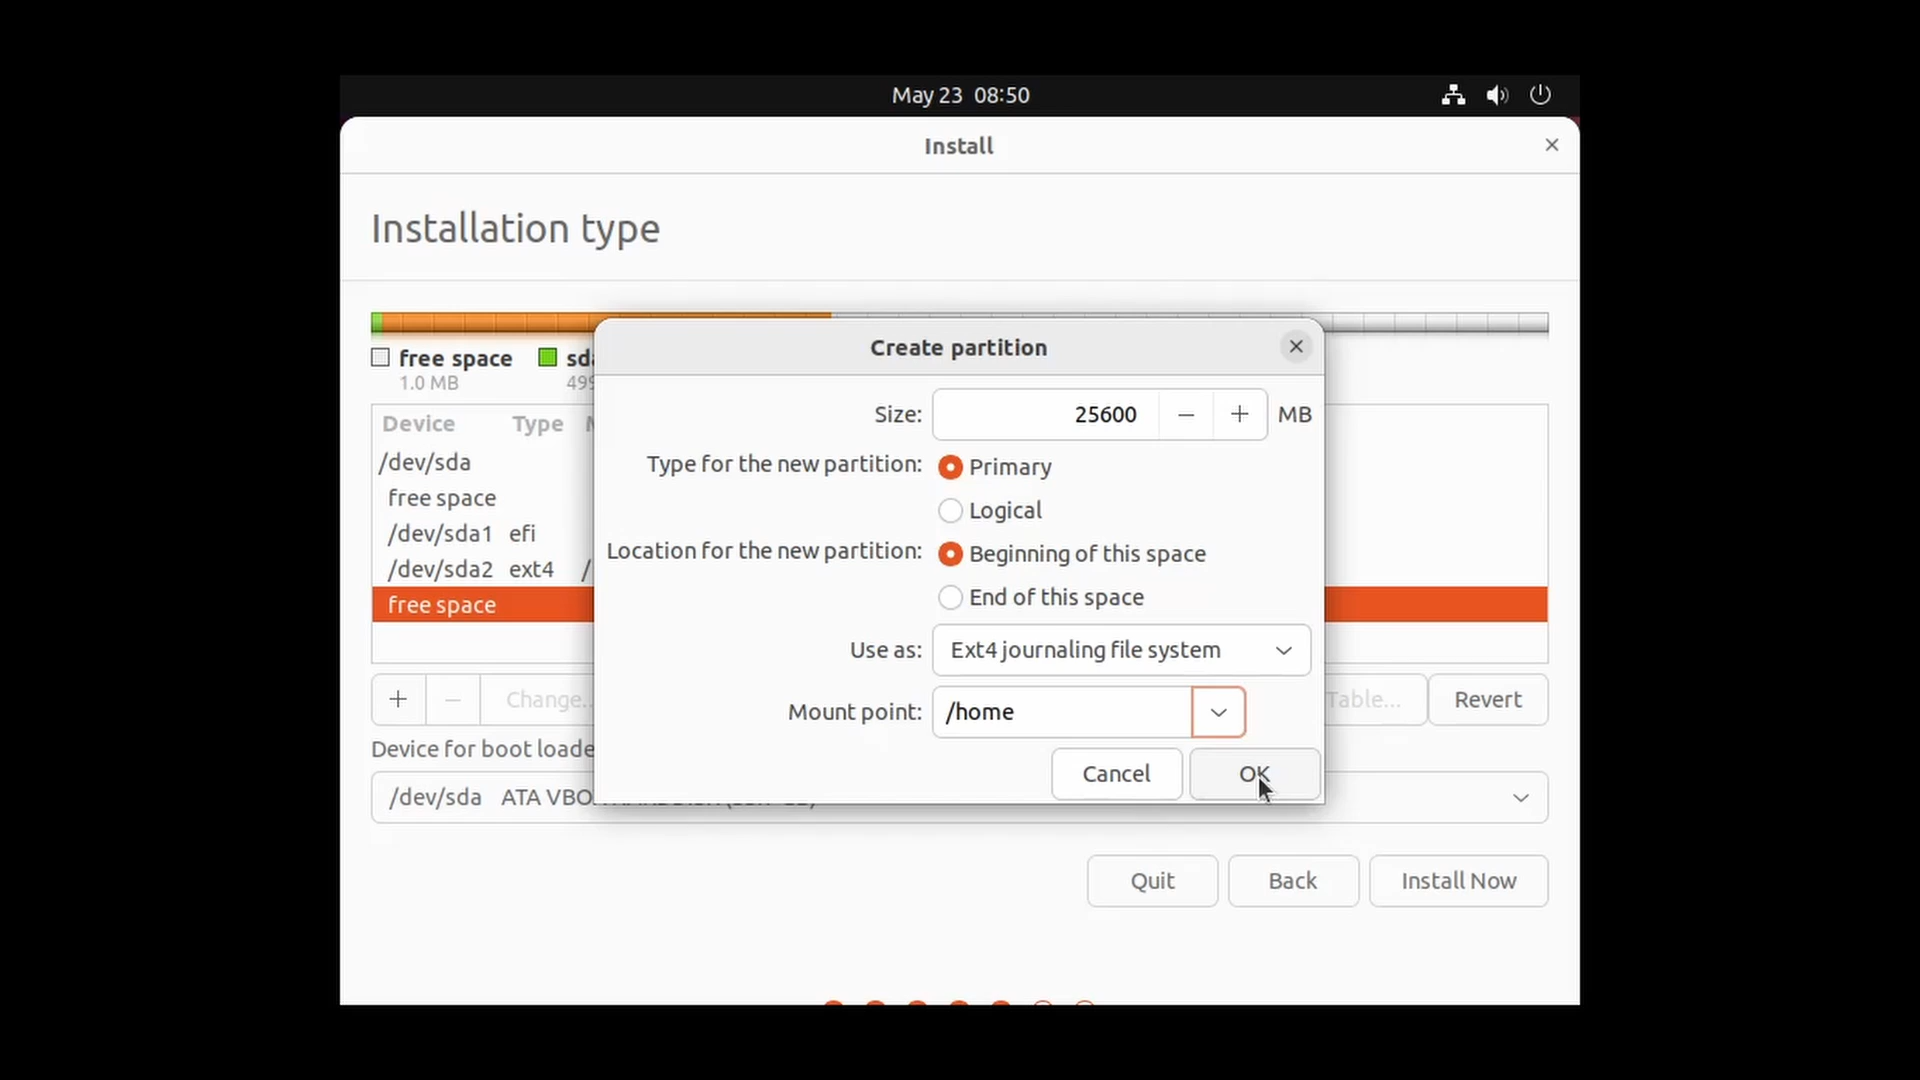 May 23 08:50
Install
Installation type
free space
1.0 MB
Create partition
Size: 25600 MB
Type for the new partition: Primary
Logical
Location for the new partition: Beginning of this space
End of this space
Use as: Ext4 journaling file system
Mount point: /home
Cancel OK
Device Type
/dev/sda
free space
/dev/sda1 efi
/dev/sda2 ext4 /
free space
+ − Change... Table... Revert
Device for boot loade
/dev/sda ATA VBO
Quit Back Install Now